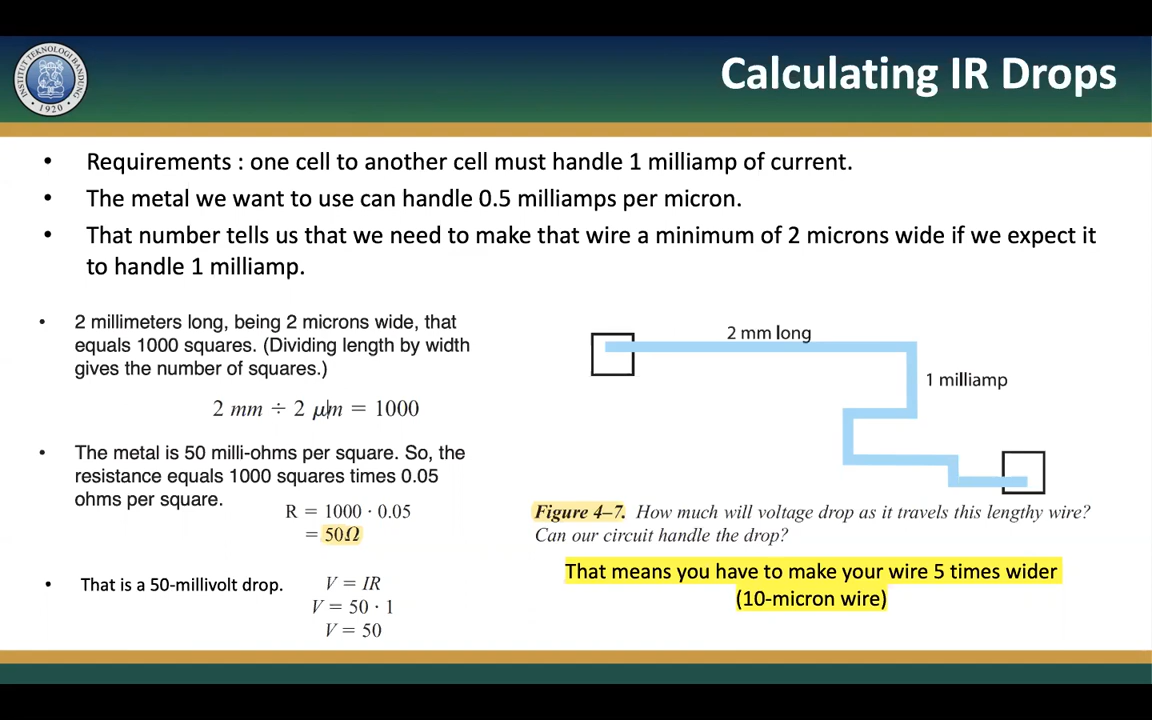 INSTITUT TEKNOLOGI BANDUNG
1920
Calculating IR Drops
• Requirements : one cell to another cell must handle 1 milliamp of current.
• The metal we want to use can handle 0.5 milliamps per micron.
• That number tells us that we need to make that wire a minimum of 2 microns wide if we expect it
to handle 1 milliamp.
• 2 millimeters long, being 2 microns wide, that
equals 1000 squares. (Dividing length by width
gives the number of squares.)
2 mm ÷ 2 μm = 1000
• The metal is 50 milli-ohms per square. So, the
resistance equals 1000 squares times 0.05
ohms per square.
R = 1000 · 0.05
= 50Ω
• That is a 50-millivolt drop.
V = IR
V = 50 · 1
V = 50
2 mm long
1 milliamp
Figure 4–7. How much will voltage drop as it travels this lengthy wire?
Can our circuit handle the drop?
That means you have to make your wire 5 times wider
(10-micron wire)